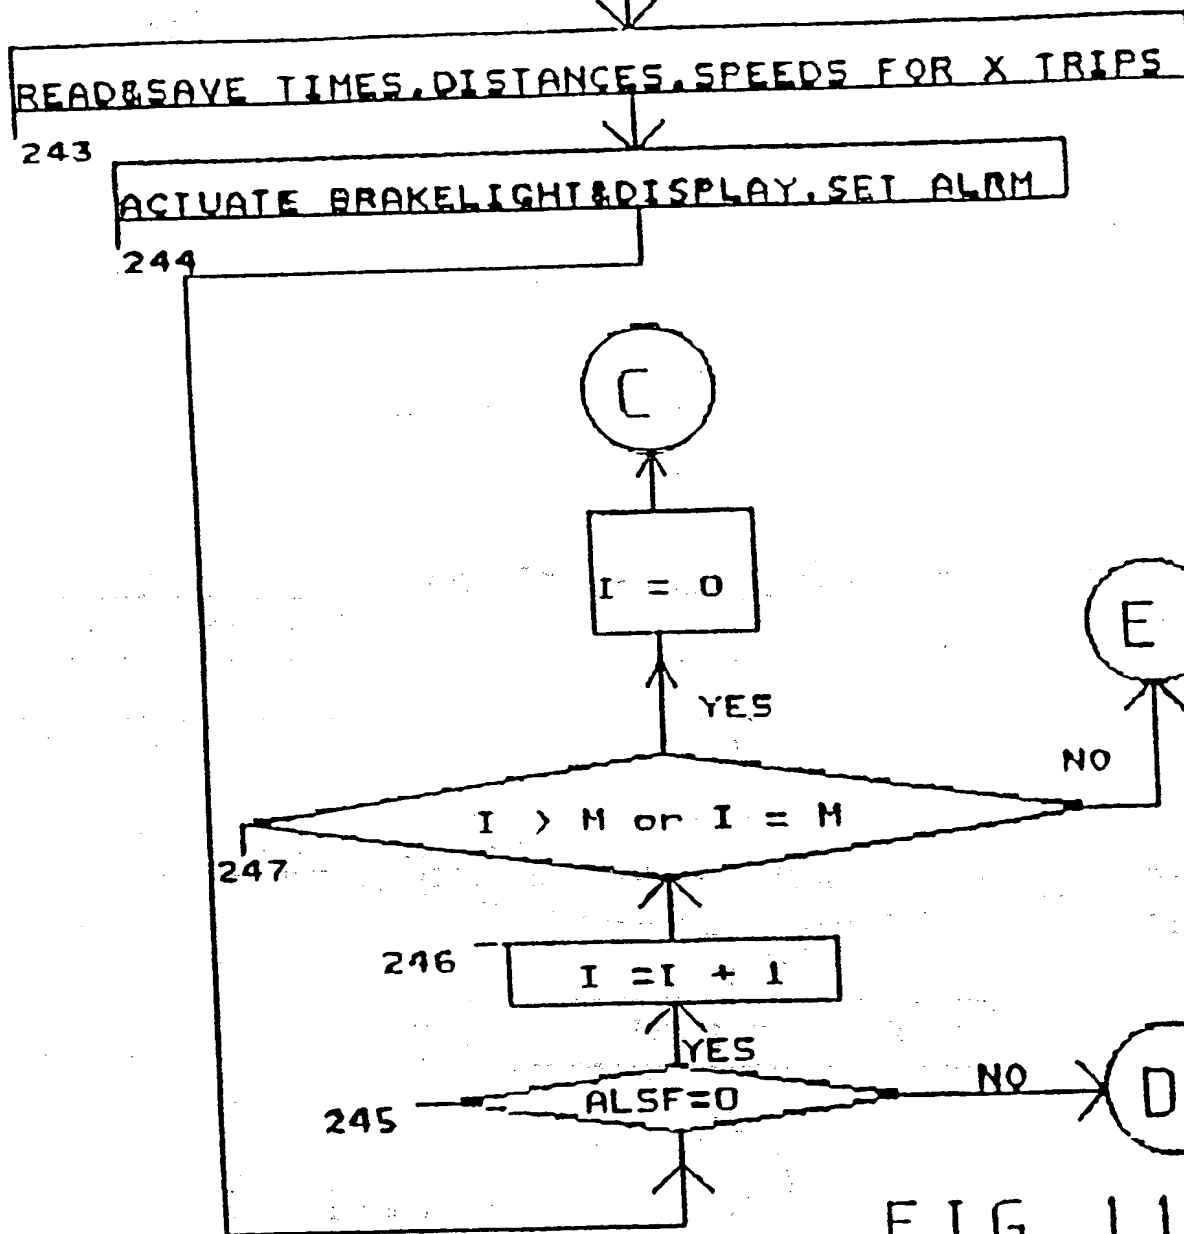 READ&SAVE TIMES.DISTANCES.SPEEDS FOR X TRIPS
243
ACTUATE BRAKELIGHT&DISPLAY.SET ALRM
244
C
I = 0
E
YES
NO
I > M or I = M
247
246
I =I + 1
YES
ALSF=0
NO
D
245
FIG 11